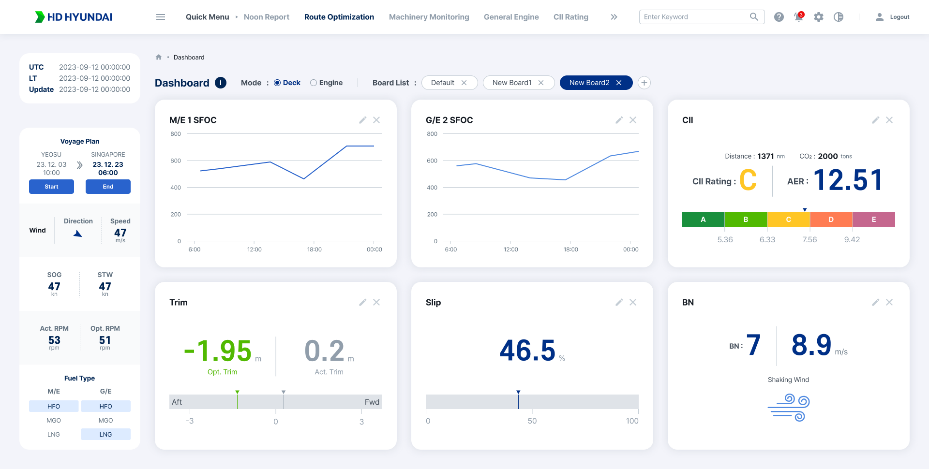 HD HYUNDAI
Quick Menu • Noon Report Route Optimization Machinery Monitoring General Engine CII Rating
Enter Keyword
1
Logout
UTC 2023-09-12 00:00:00
LT 2023-09-12 00:00:00
Update 2023-09-12 00:00:00
Voyage Plan
YEOSU SINGAPORE
23. 12. 03 23. 12. 23
10:00 06:00
Start End
Wind
Direction
Speed
47
m/s
SOG STW
47 47
kn kn
Act. RPM Opt. RPM
53 51
rpm rpm
Fuel Type
M/E G/E
HFO HFO
MGO MGO
LNG LNG
Dashboard
Dashboard i Mode : Deck Engine Board List : Default New Board1 New Board2
M/E 1 SFOC
800
600
400
200
0
6:00 12:00 18:00 00:00
G/E 2 SFOC
800
600
400
200
0
6:00 12:00 18:00 00:00
CII
Distance : 1371 nm CO₂ : 2000 tons
CII Rating : C AER : 12.51
A B C D E
5.36 6.33 7.56 9.42
Trim
-1.95 m 0.2 m
Opt. Trim Act. Trim
Aft Fwd
-3 0 3
Slip
46.5 %
0 50 100
BN
BN : 7 8.9 m/s
Shaking Wind